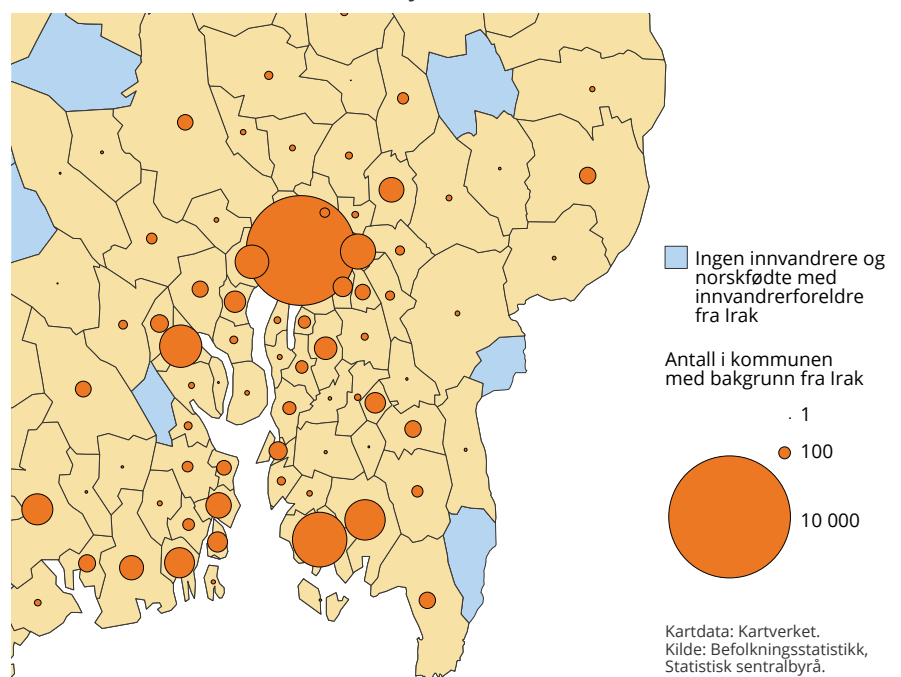 Ingen innvandrere og
norskfødte med
innvandrerforeldre
fra Irak
Antall i kommunen
med bakgrunn fra Irak
1
100
10 000
Kartdata: Kartverket.
Kilde: Befolkningsstatistikk,
Statistisk sentralbyrå.